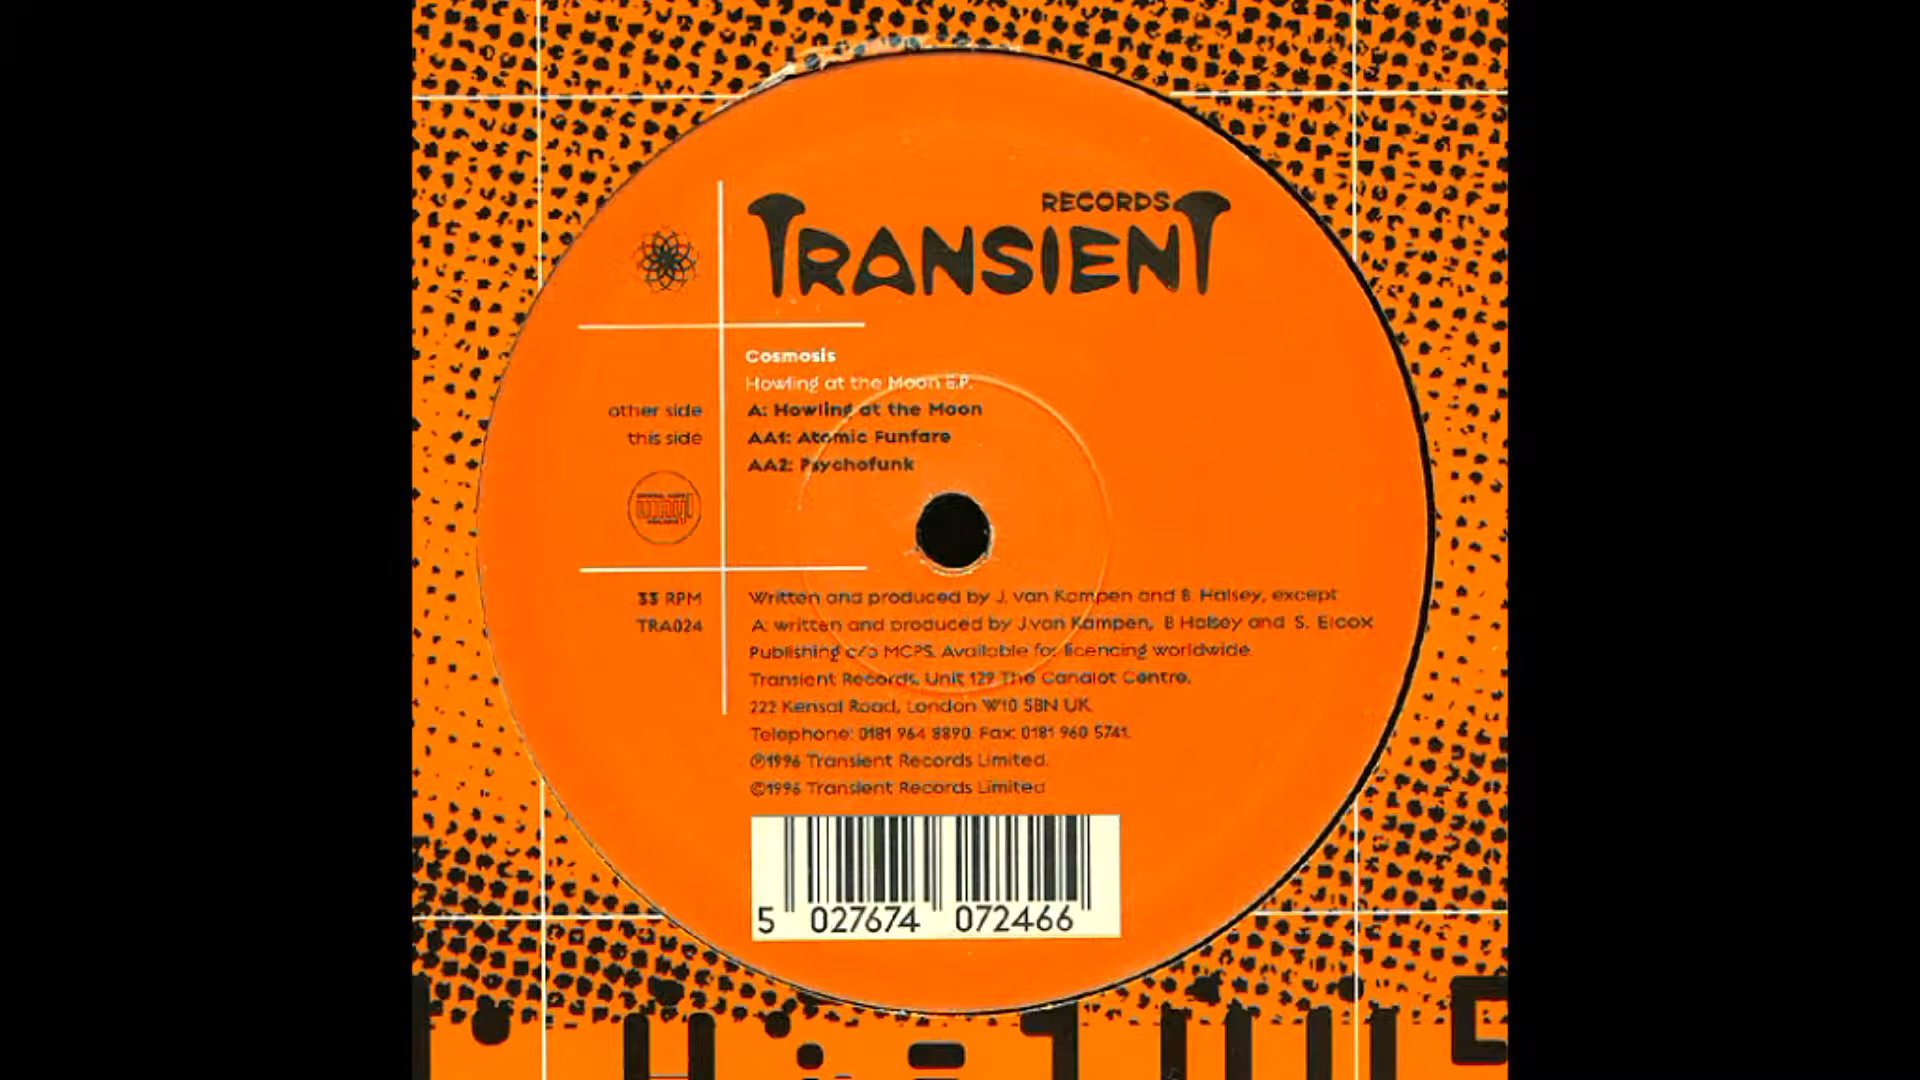 RECORDS
TRANSIENT
Cosmosis
Howling at the Moon E.P.
other side A: Howling at the Moon
this side AA1: Atomic Funfare
AA2: Psychofunk
VINYL
33 RPM
TRA024
Written and produced by J. van Kampen and B. Halsey, except
A: written and produced by J.van Kampen, B Halsey and S. Elcox
Publishing c/o MCPS. Available for licencing worldwide.
Transient Records, Unit 129 The Canalot Centre,
222 Kensal Road, London W10 5BN UK.
Telephone: 0181 964 8890. Fax: 0181 960 5741.
℗1996 Transient Records Limited.
©1996 Transient Records Limited
5 027674 072466